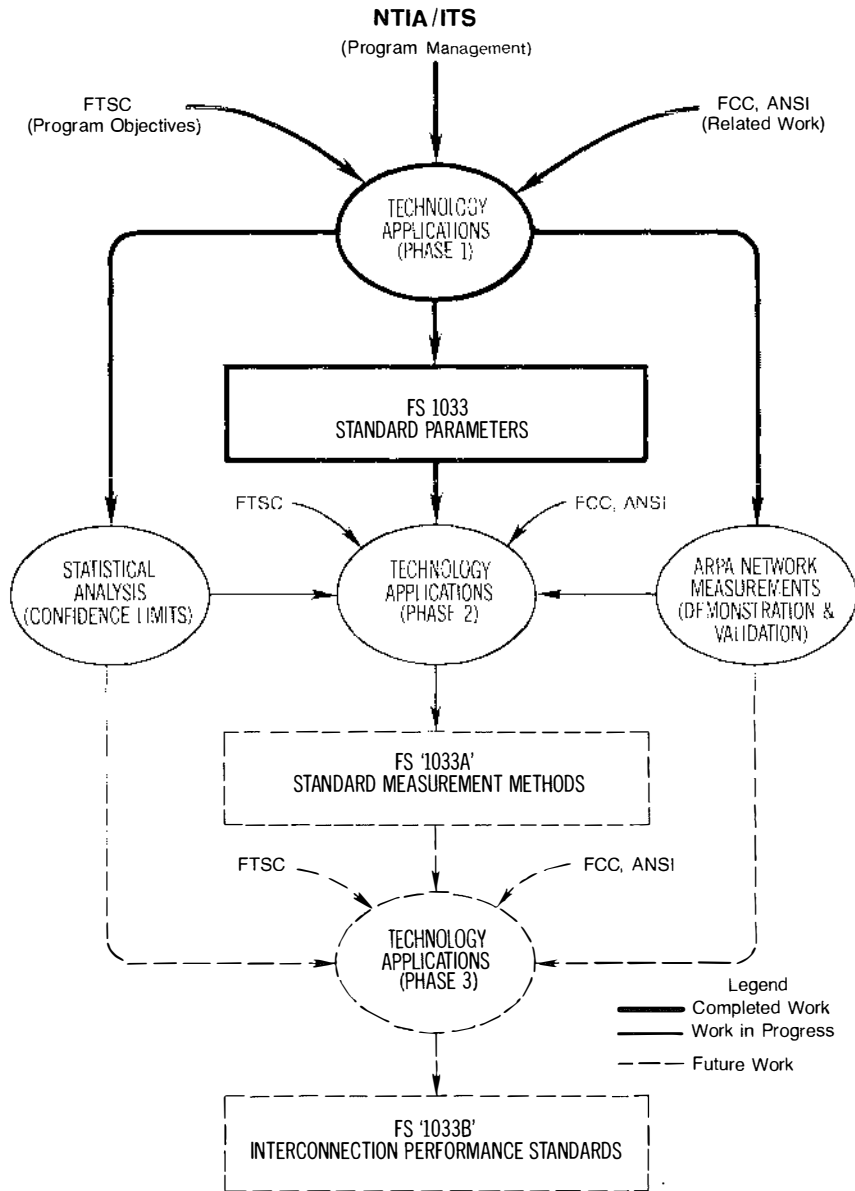 NTIA/ITS
(Program Management)
FTSC
(Program Objectives)
FCC, ANSI
(Related Work)
TECHNOLOGY
APPLICATIONS
(PHASE 1)
FS 1033
STANDARD PARAMETERS
FTSC
FCC, ANSI
STATISTICAL
ANALYSIS
(CONFIDENCE LIMITS)
TECHNOLOGY
APPLICATIONS
(PHASE 2)
ARPA NETWORK
MEASUREMENTS
(DEMONSTRATION &
VALIDATION)
FS '1033A'
STANDARD MEASUREMENT METHODS
FTSC
FCC, ANSI
TECHNOLOGY
APPLICATIONS
(PHASE 3)
Legend
Completed Work
Work in Progress
Future Work
FS '1033B'
INTERCONNECTION PERFORMANCE STANDARDS